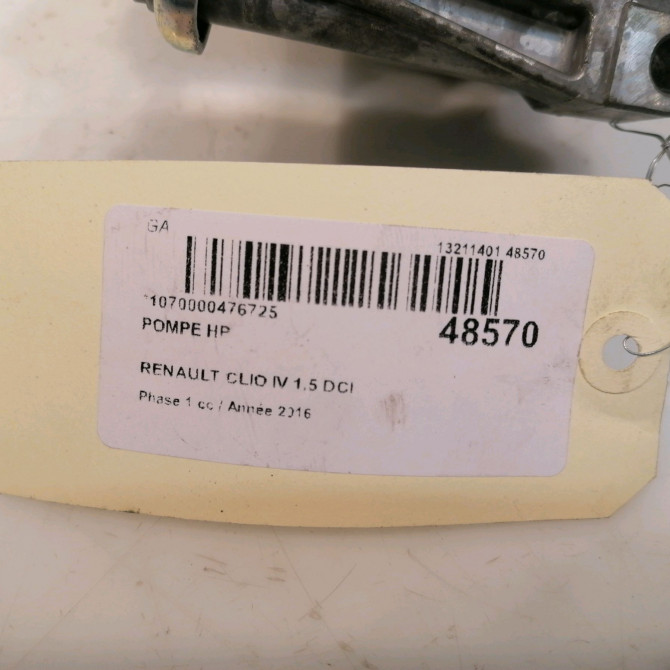 GA
13211401 48570
1070000476725
POMPE HP
48570
RENAULT CLIO IV 1.5 DCI
Phase 1 cc / Année 2016